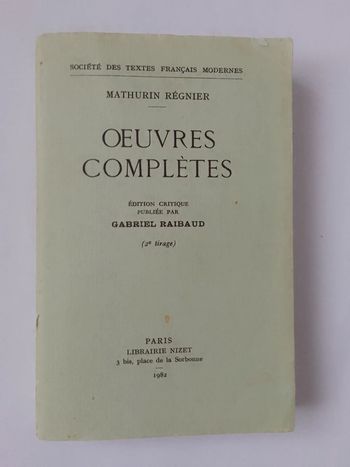 SOCIÉTÉ DES TEXTES FRANÇAIS MODERNES
MATHURIN RÉGNIER
OEUVRES
COMPLÈTES
ÉDITION CRITIQUE
PUBLIÉE PAR
GABRIEL RAIBAUD
(2e tirage)
PARIS
LIBRAIRIE NIZET
3 bis, place de la Sorbonne
1982